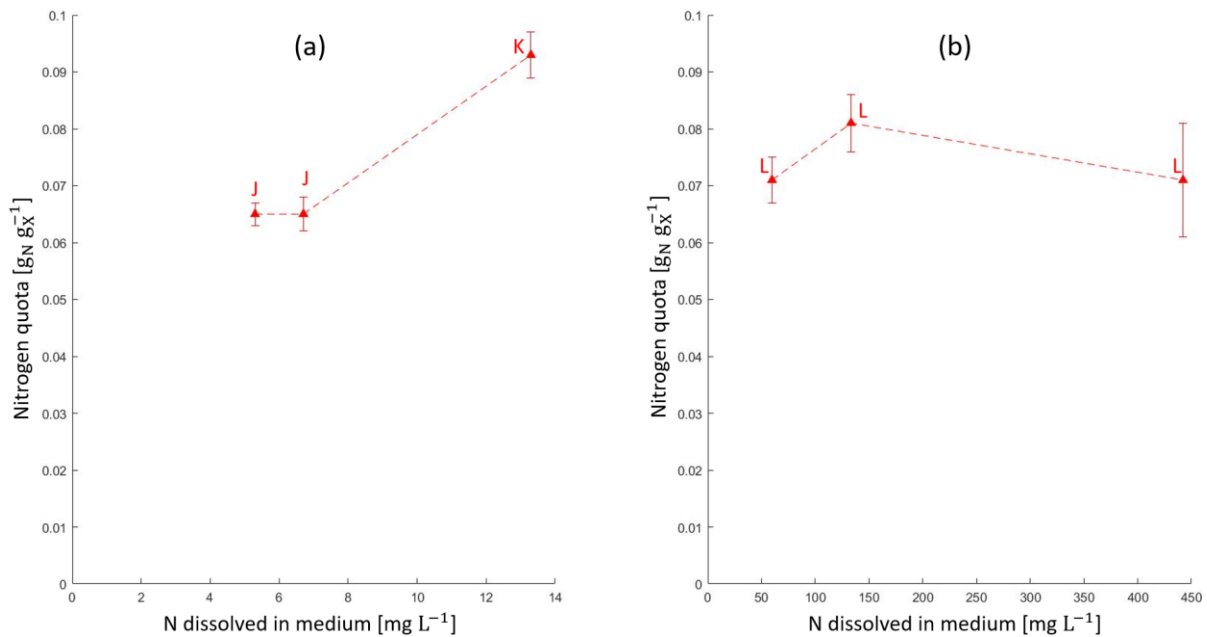 (a)
0.1
0.09
0.08
0.07
0.06
0.05
0.04
0.03
0.02
0.01
0
Nitrogen quota [g_N g_X^−1]
K
J
J
0 2 4 6 8 10 12 14
N dissolved in medium [mg L^−1]
(b)
0.1
0.09
0.08
0.07
0.06
0.05
0.04
0.03
0.02
0.01
0
Nitrogen quota [g_N g_X^−1]
L
L
L
0 50 100 150 200 250 300 350 400 450
N dissolved in medium [mg L^−1]